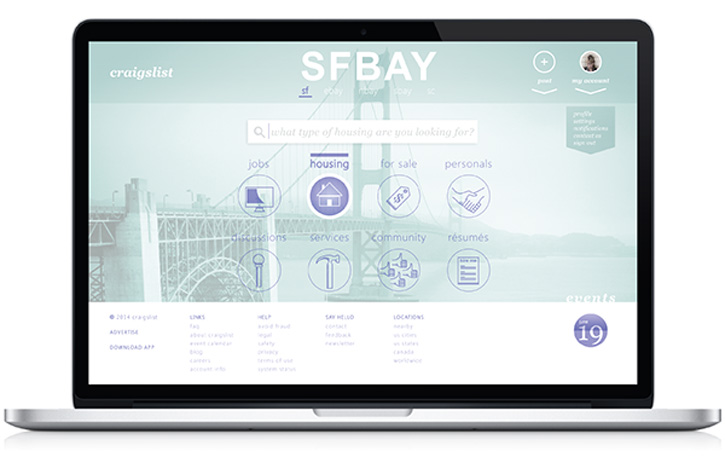 craigslist
SFBAY
sf ebay nbay sbay sc
post
my account
profile
settings
notifications
contact us
sign out
what type of housing are you looking for?
jobs housing for sale personals
discussions services community résumés
events
19
© 2014 craigslist
ADVERTISE
DOWNLOAD APP
LINKS
faq
about craigslist
event calendar
blog
careers
account info
HELP
avoid fraud
legal
safety
privacy
terms of use
system status
SAY HELLO
contact
feedback
newsletter
LOCATIONS
nearby
us cities
us states
canada
worldwide